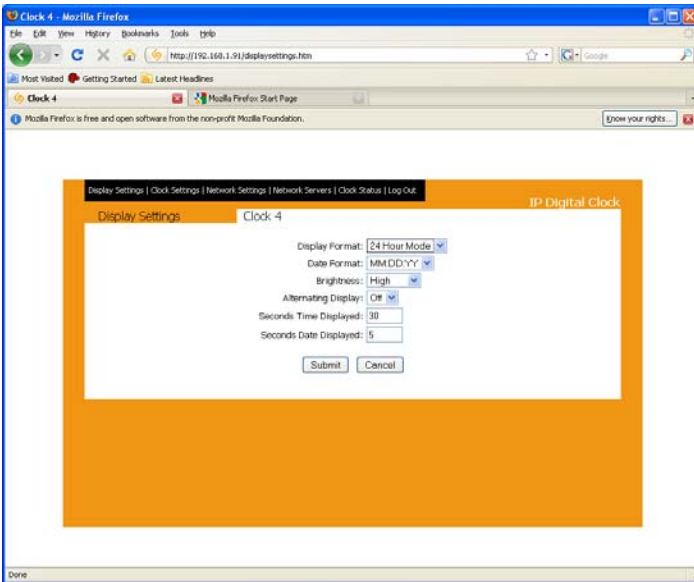 Clock 4 - Mozilla Firefox
File Edit View History Bookmarks Tools Help
http://192.168.1.91/displaysettings.htm
Google
Most Visited Getting Started Latest Headlines
Clock 4 Mozilla Firefox Start Page
Mozilla Firefox is free and open software from the non-profit Mozilla Foundation. Know your rights...
Display Settings | Clock Settings | Network Settings | Network Servers | Clock Status | Log Out
IP Digital Clock
Display Settings Clock 4
Display Format: 24 Hour Mode
Date Format: MM:DD:YY
Brightness: High
Alternating Display: Off
Seconds Time Displayed: 30
Seconds Date Displayed: 5
Submit Cancel
Done